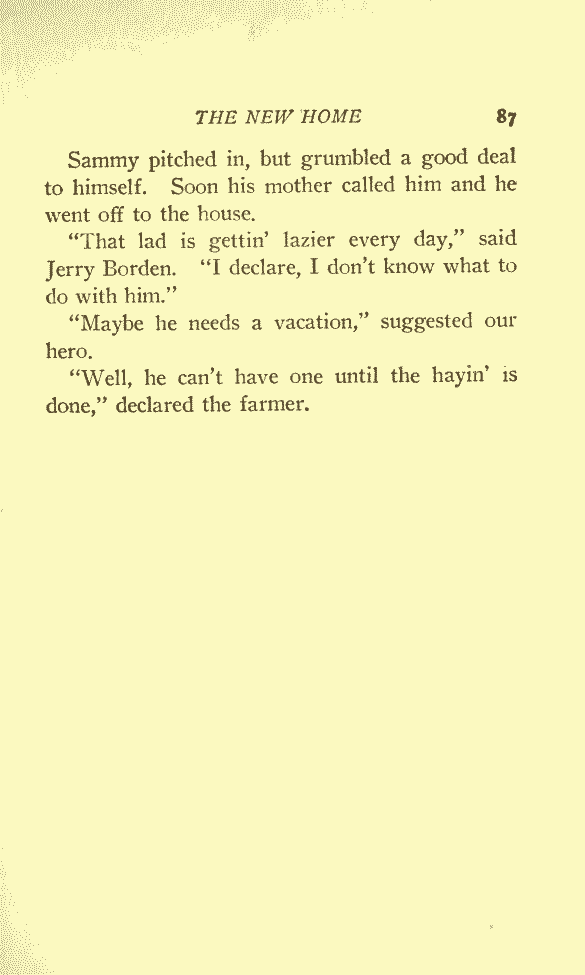 THE NEW HOME 87
Sammy pitched in, but grumbled a good deal
to himself. Soon his mother called him and he
went off to the house.
“That lad is gettin’ lazier every day,” said
Jerry Borden. “I declare, I don’t know what to
do with him.”
“Maybe he needs a vacation,” suggested our
hero.
“Well, he can’t have one until the hayin’ is
done,” declared the farmer.